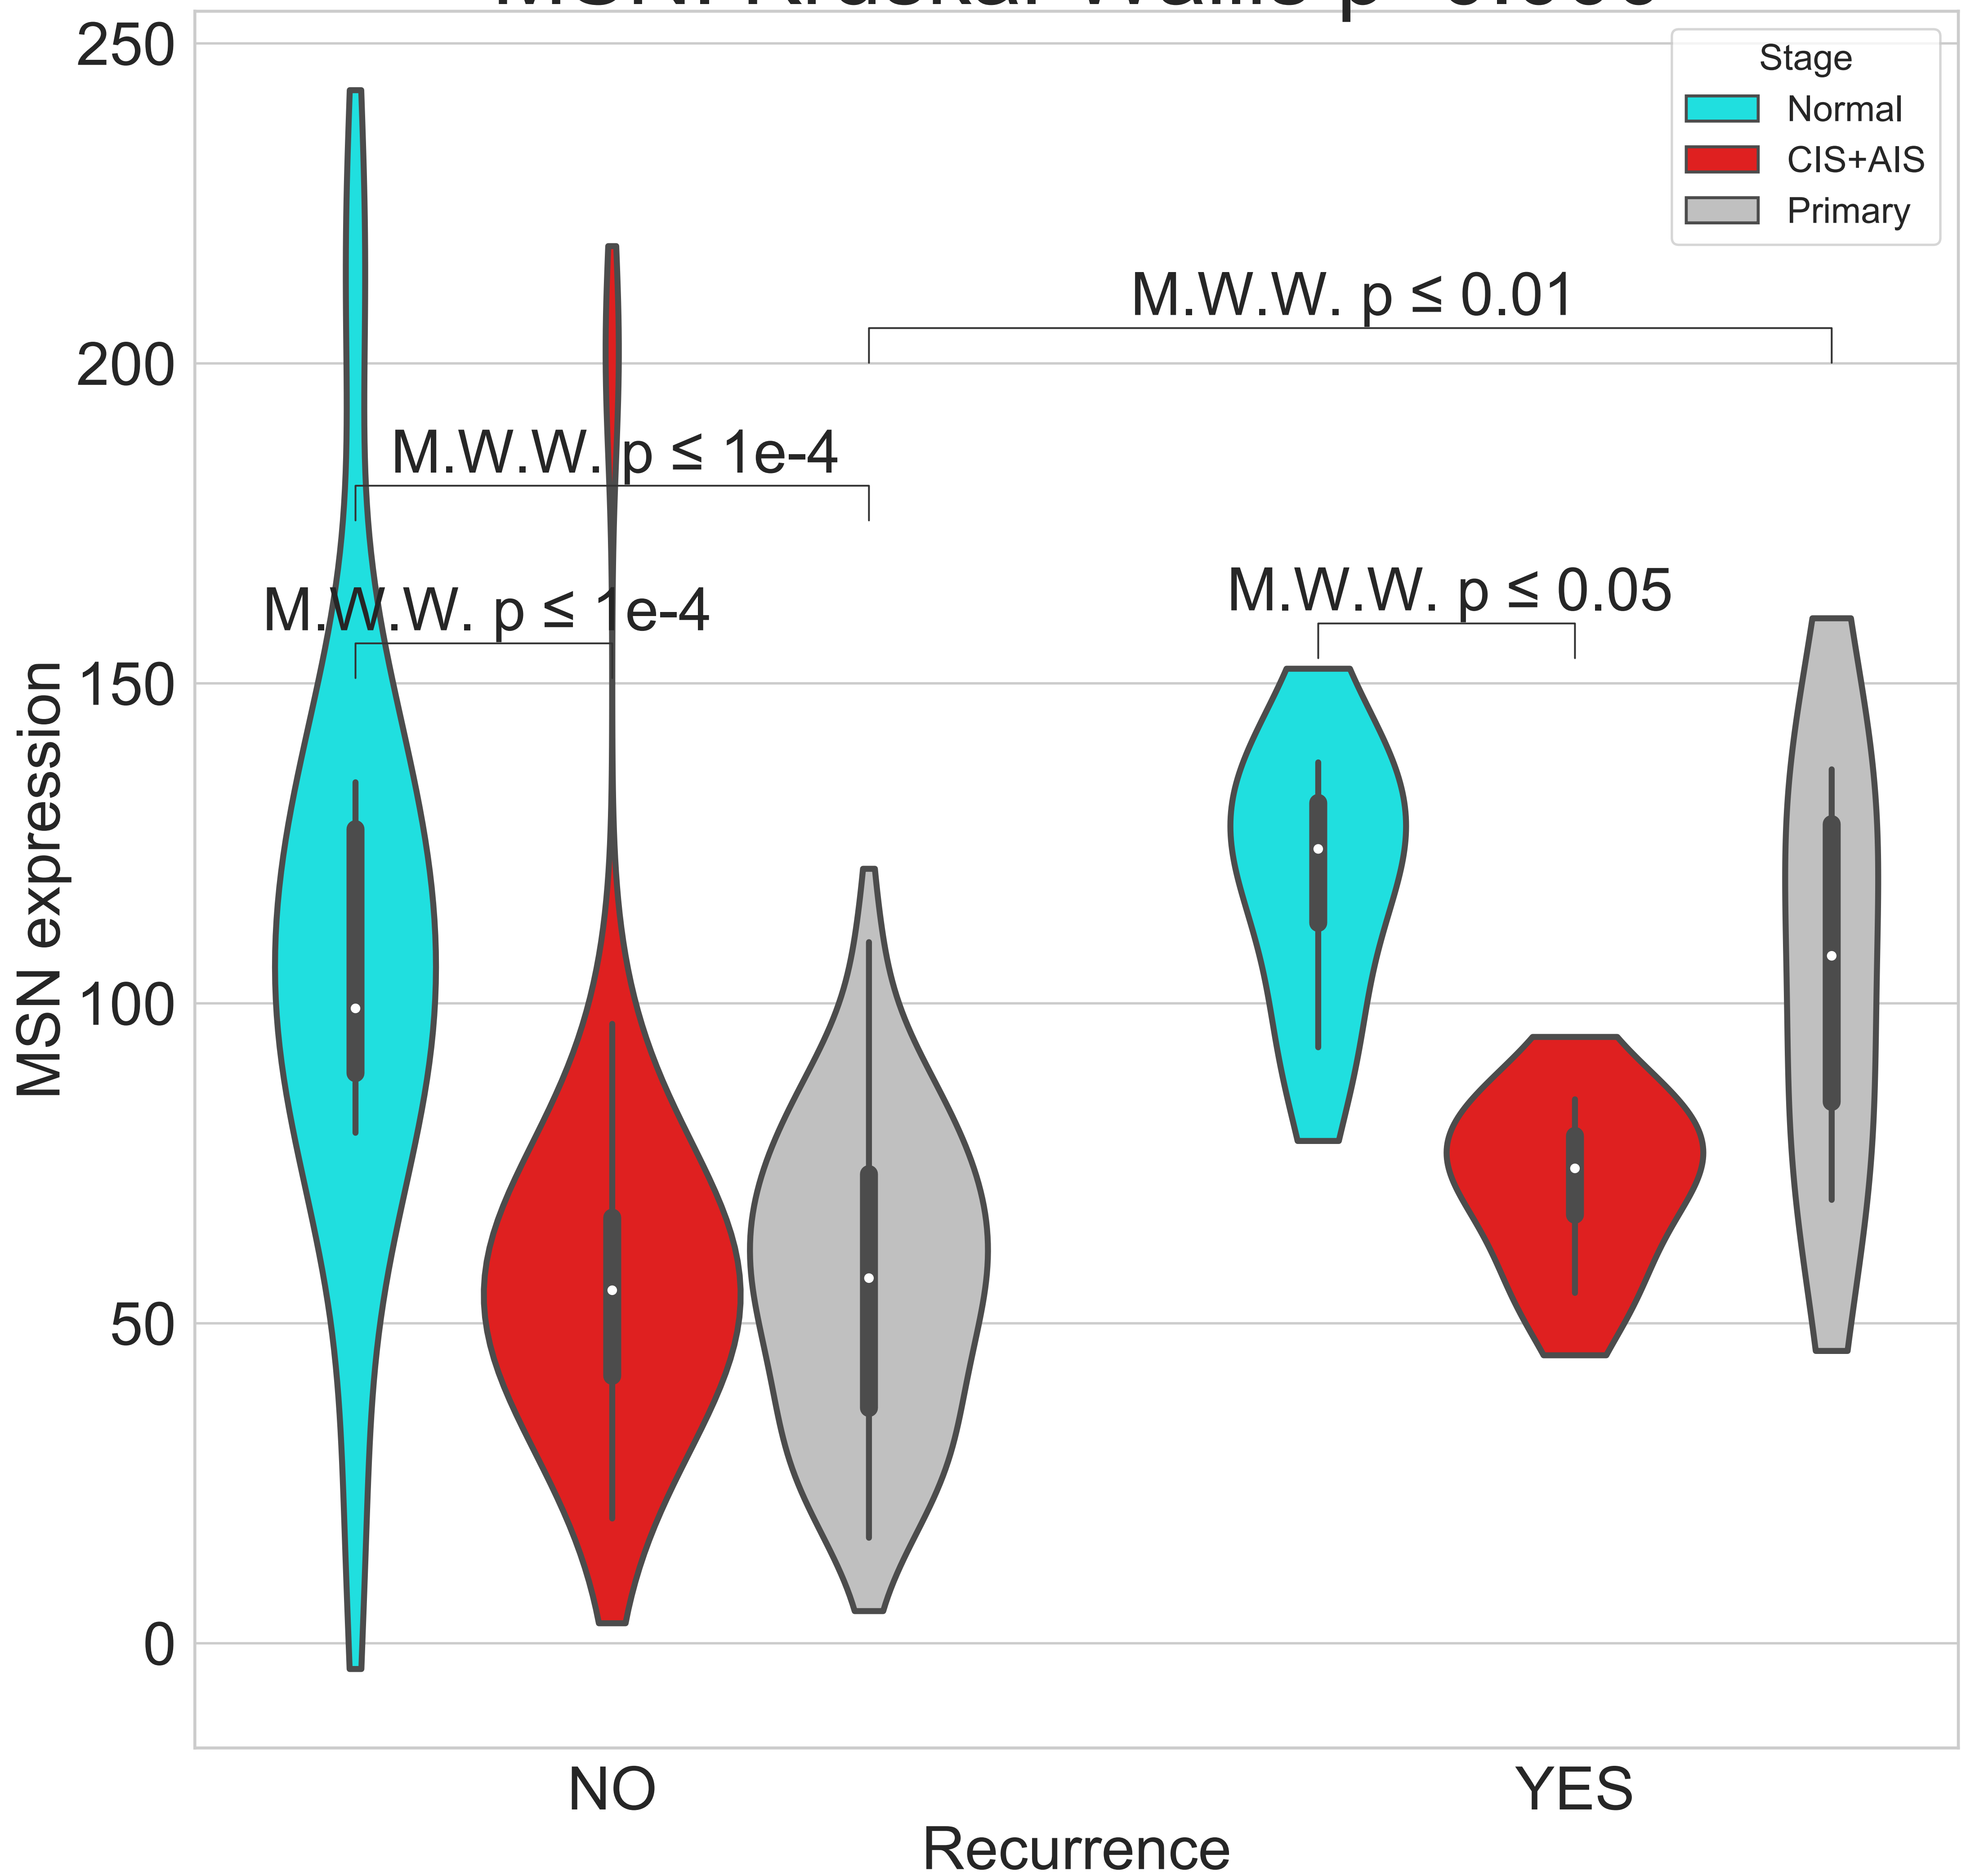 250
Stage
Normal
CIS+AIS
Primary
M.W.W. p ≤ 0.01
200
M.W.W. p ≤ 1e-4
M.W.W. p ≤ 0.05
M.W.W. p ≤ 1e-4
150
MSN expression
100
50
0
NO
YES
Recurrence